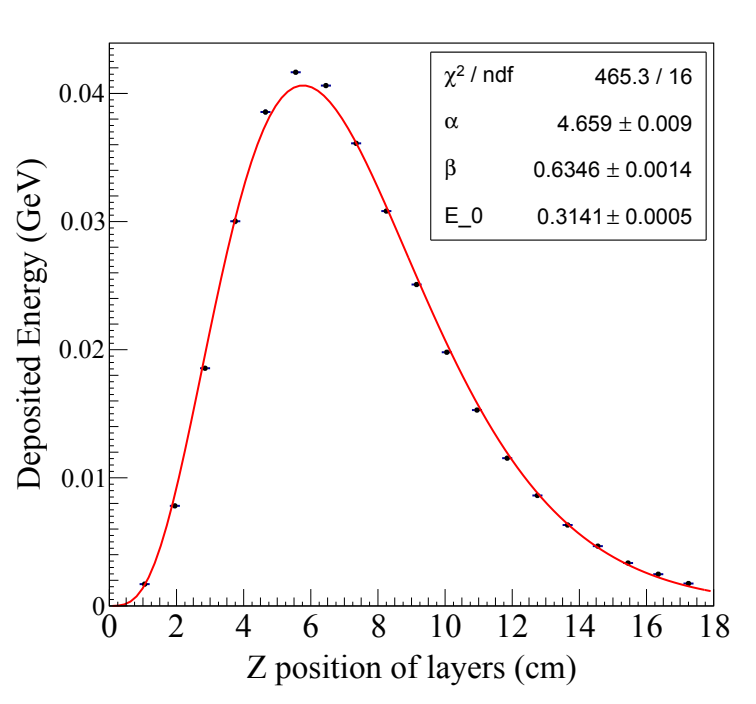 χ² / ndf 465.3 / 16
α 4.659 ± 0.009
β 0.6346 ± 0.0014
E_0 0.3141 ± 0.0005
Deposited Energy (GeV)
0.04
0.03
0.02
0.01
0
0 2 4 6 8 10 12 14 16 18
Z position of layers (cm)